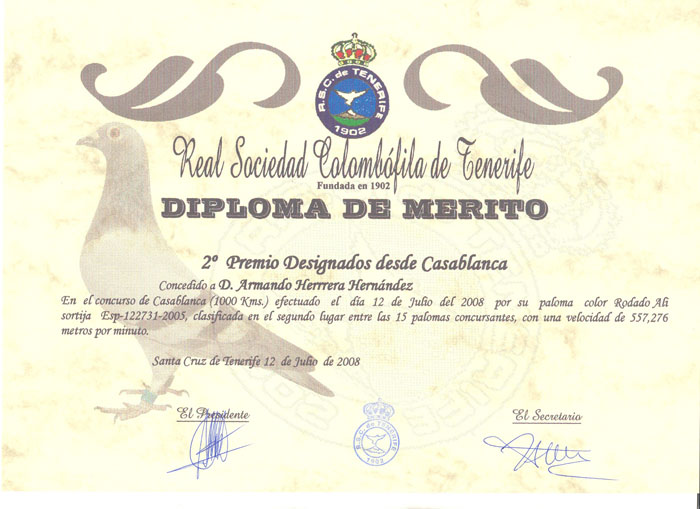 R.S.C. de TENERIFE
1902
Real Sociedad Colombófila de Tenerife
Fundada en 1902
DIPLOMA DE MERITO
2º Premio Designados desde Casablanca
Concedido a D. Armando Herrrera Hernández
En el concurso de Casablanca (1000 Kms.) efectuado el día 12 de Julio del 2008 por su paloma color Rodado Ali
sortija Esp-122731-2005, clasificada en el segundo lugar entre las 15 palomas concursantes, con una velocidad de 557,276
metros por minuto.
Santa Cruz de Tenerife 12 de Julio de 2008
El Presidente
El Secretario
R.S.C. de TENERIFE
1902